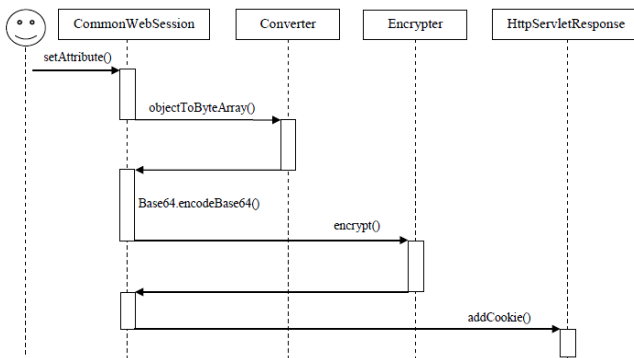 CommonWebSession
Converter
Encrypter
HttpServletResponse
setAttribute()
objectToByteArray()
Base64.encodeBase64()
encrypt()
addCookie()